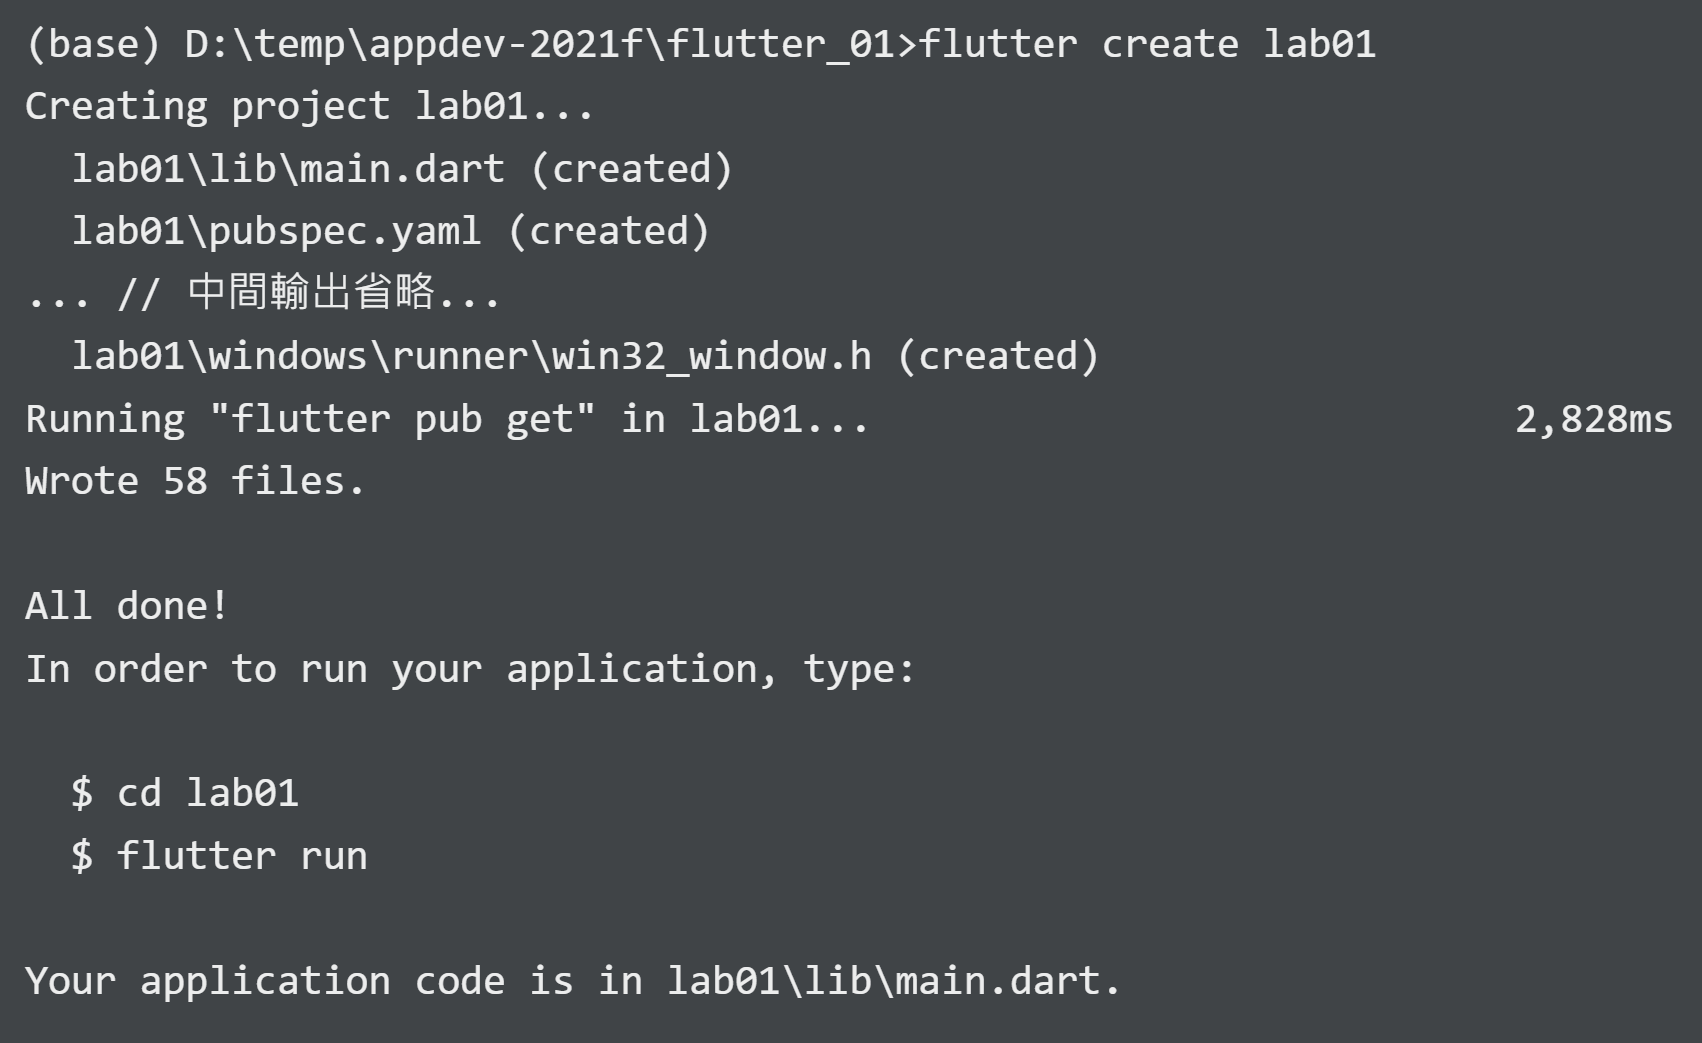 (base) D:\temp\appdev-2021f\flutter_01>flutter create lab01
Creating project lab01...
  lab01\lib\main.dart (created)
  lab01\pubspec.yaml (created)
... // 中間輸出省略...
  lab01\windows\runner\win32_window.h (created)
Running "flutter pub get" in lab01...                            2,828ms
Wrote 58 files.

All done!
In order to run your application, type:

  $ cd lab01
  $ flutter run

Your application code is in lab01\lib\main.dart.